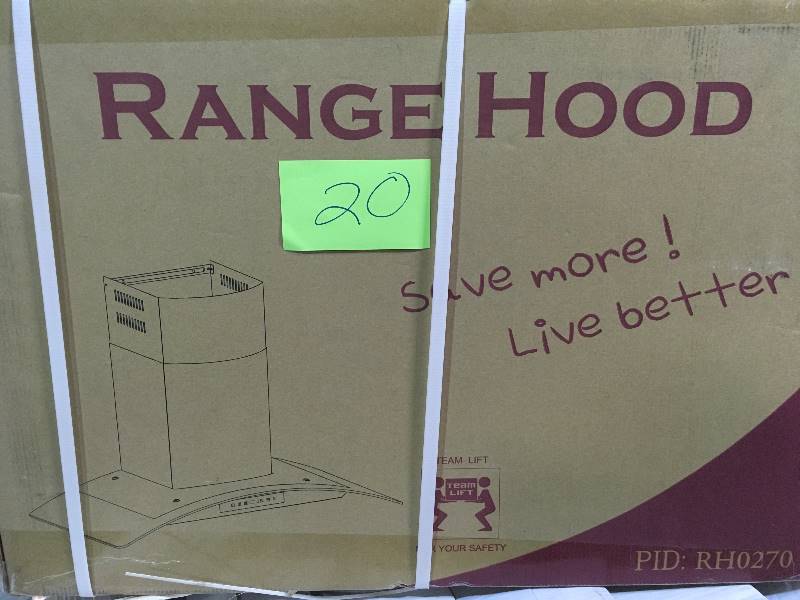 RANGE HOOD
20
Save more!
Live better
TEAM LIFT
TEAM
LIFT
YOUR SAFETY
PID: RH0270